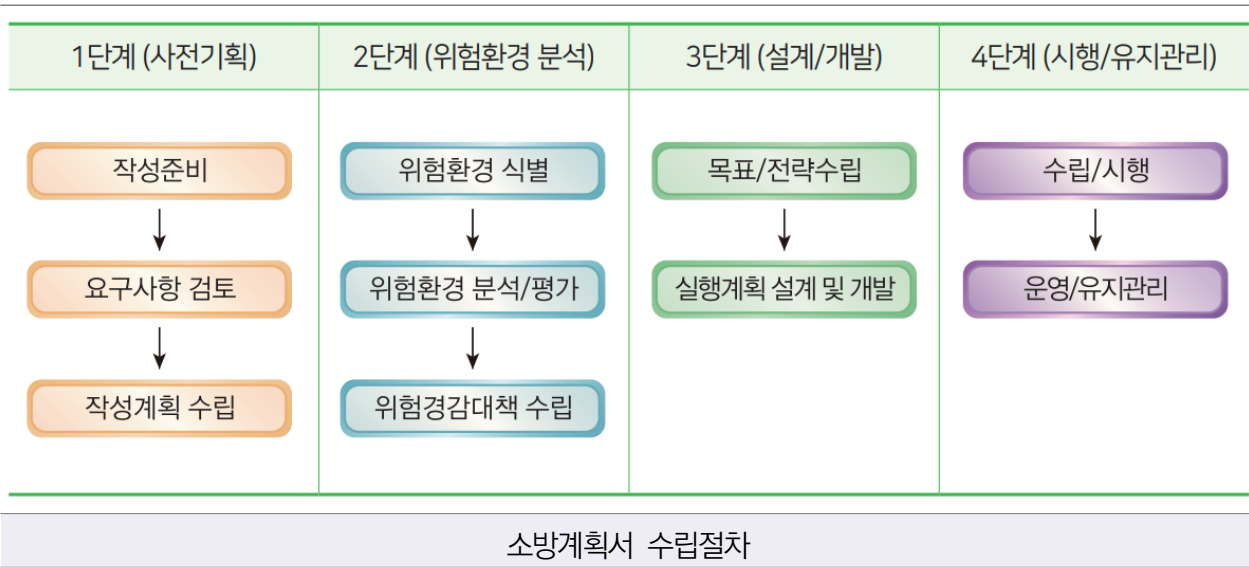 1단계 (사전기획)
2단계 (위험환경 분석)
3단계 (설계/개발)
4단계 (시행/유지관리)
작성준비
요구사항 검토
작성계획 수립
위험환경 식별
위험환경 분석/평가
위험경감대책 수립
목표/전략수립
실행계획 설계 및 개발
수립/시행
운영/유지관리
소방계획서 수립절차